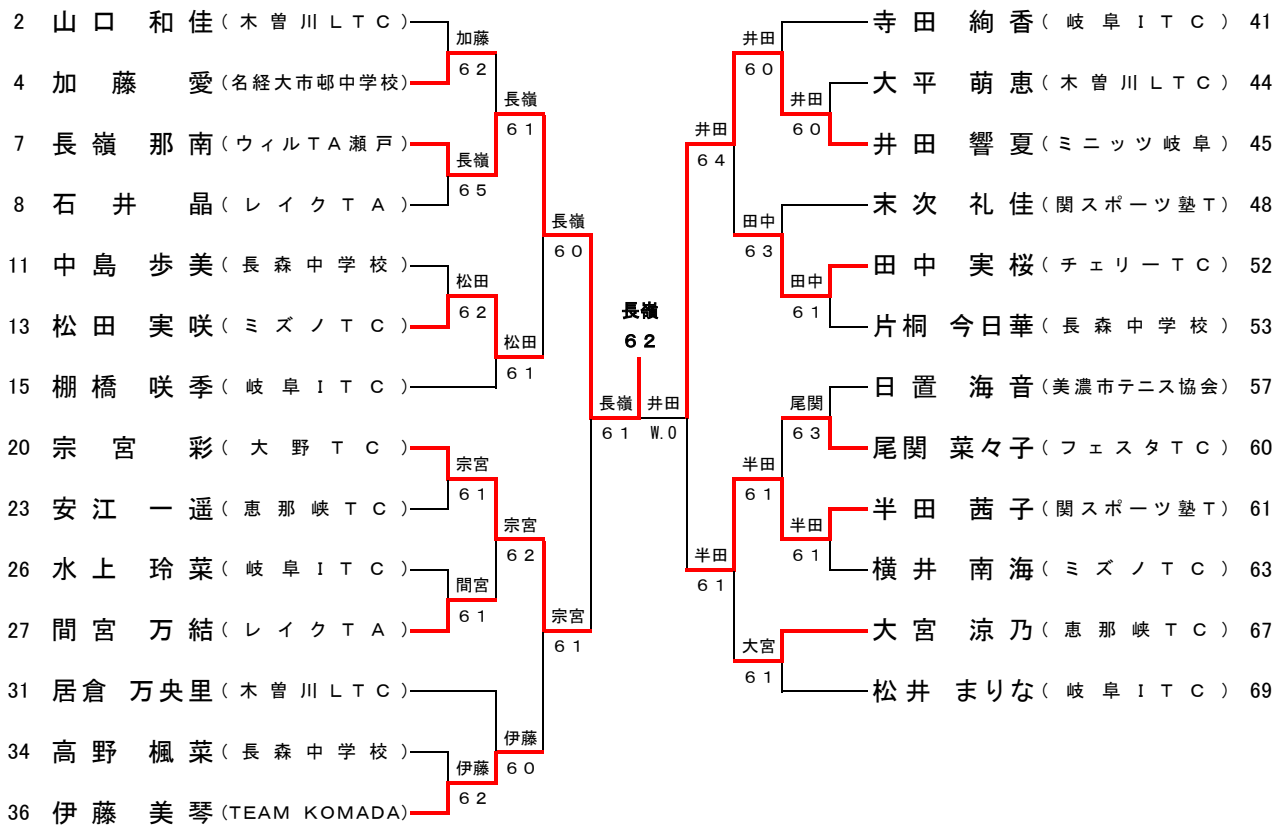 2 山口 和佳 (木曽川LTC)
4 加藤 愛 (名経大市邨中学校)
7 長嶺 那南 (ウィルTA瀬戸)
8 石井 晶 (レイクTA)
11 中島 歩美 (長森中学校)
13 松田 実咲 (ミズノTC)
15 棚橋 咲季 (岐阜ITC)
20 宗宮 彩 (大野TC)
23 安江 一遥 (恵那峡TC)
26 水上 玲菜 (岐阜ITC)
27 間宮 万結 (レイクTA)
31 居倉 万央里 (木曽川LTC)
34 高野 楓菜 (長森中学校)
36 伊藤 美琴 (TEAM KOMADA)
加藤
62
長嶺
65
松田
62
宗宮
61
間宮
61
伊藤
62
長嶺
61
松田
61
宗宮
62
伊藤
60
長嶺
60
宗宮
61
長嶺
61
長嶺
62
井田
W.0
井田
64
半田
61
井田
60
田中
63
半田
61
大宮
61
井田
60
田中
61
尾関
63
半田
61
寺田 絢香 (岐阜ITC) 41
大平 萌恵 (木曽川LTC) 44
井田 響夏 (ミニッツ岐阜) 45
末次 礼佳 (関スポーツ塾T) 48
田中 実桜 (チェリーTC) 52
片桐 今日華 (長森中学校) 53
日置 海音 (美濃市テニス協会) 57
尾関 菜々子 (フェスタTC) 60
半田 茜子 (関スポーツ塾T) 61
横井 南海 (ミズノTC) 63
大宮 涼乃 (恵那峡TC) 67
松井 まりな (岐阜ITC) 69